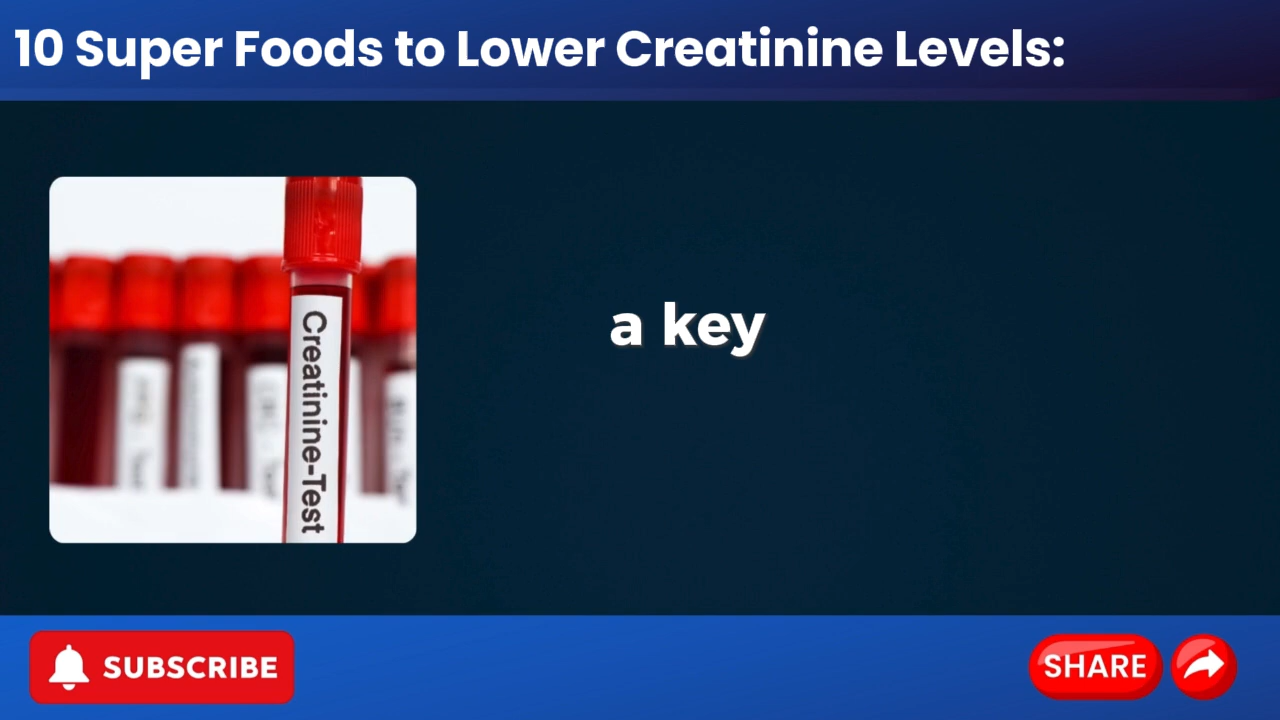 10 Super Foods to Lower Creatinine Levels:
Creatinine-Test
a key
SUBSCRIBE
SHARE